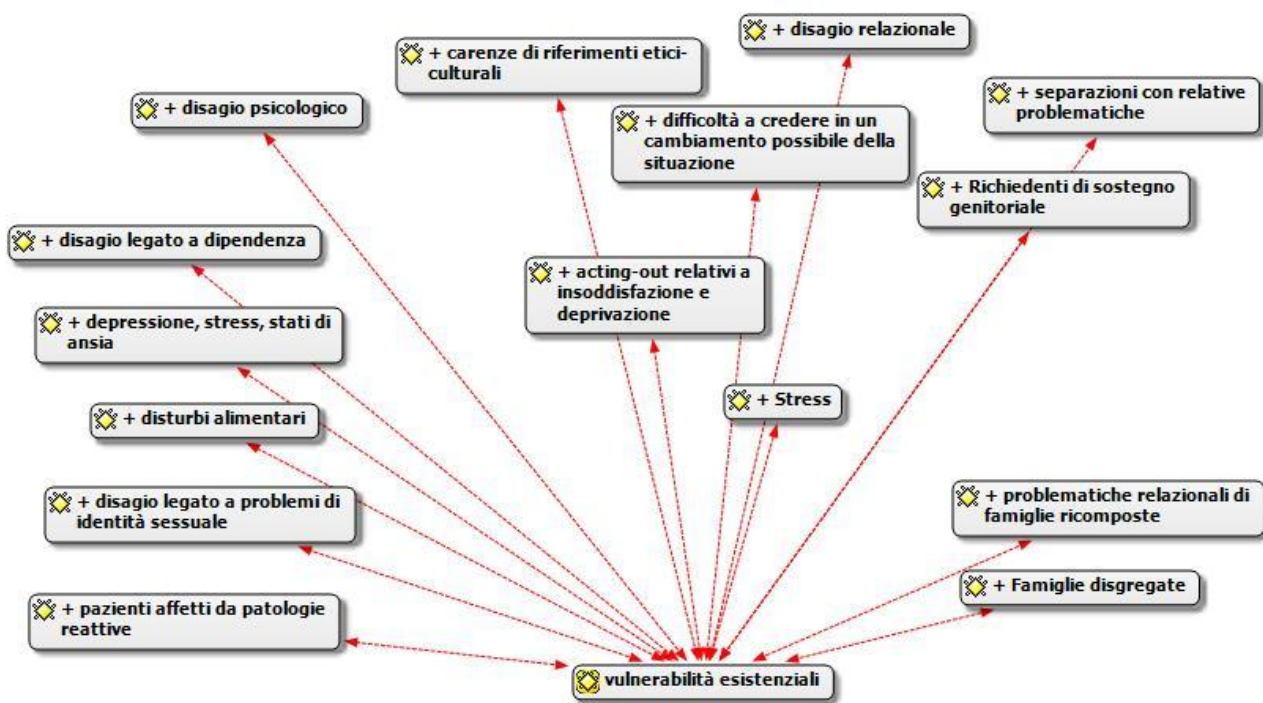 + disagio relazionale
+ carenze di riferimenti etici-
culturali
+ separazioni con relative
problematiche
+ disagio psicologico
+ difficoltà a credere in un
cambiamento possibile della
situazione
+ Richiedenti di sostegno
genitoriale
+ disagio legato a dipendenza
+ acting-out relativi a
insoddisfazione e
deprivazione
+ depressione, stress, stati di
ansia
+ Stress
+ disturbi alimentari
+ disagio legato a problemi di
identità sessuale
+ problematiche relazionali di
famiglie ricomposte
+ Famiglie disgregate
+ pazienti affetti da patologie
reattive
vulnerabilità esistenziali